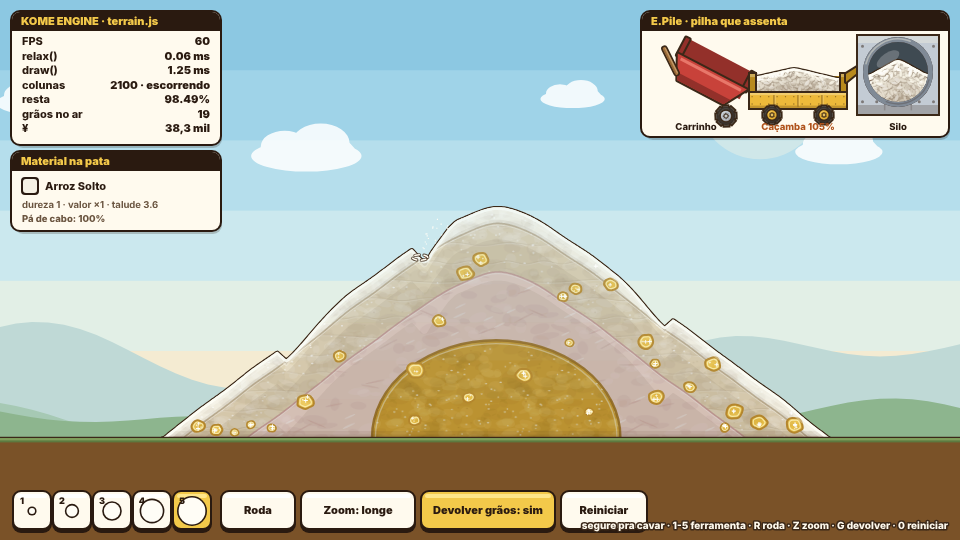 KOME ENGINE · terrain.js
FPS 60
relax() 0.06 ms
draw() 1.25 ms
colunas 2100 · escorrendo
resta 98.49%
grãos no ar 19
¥ 38,3 mil
Material na pata
Arroz Solto
dureza 1 · valor ×1 · talude 3.6
Pá de cabo: 100%
E.Pile · pilha que assenta
Carrinho Caçamba 105% Silo
1 2 3 4 5 Roda Zoom: longe Devolver grãos: sim Reiniciar
segure pra cavar · 1-5 ferramenta · R roda · Z zoom · G devolver · 0 reiniciar